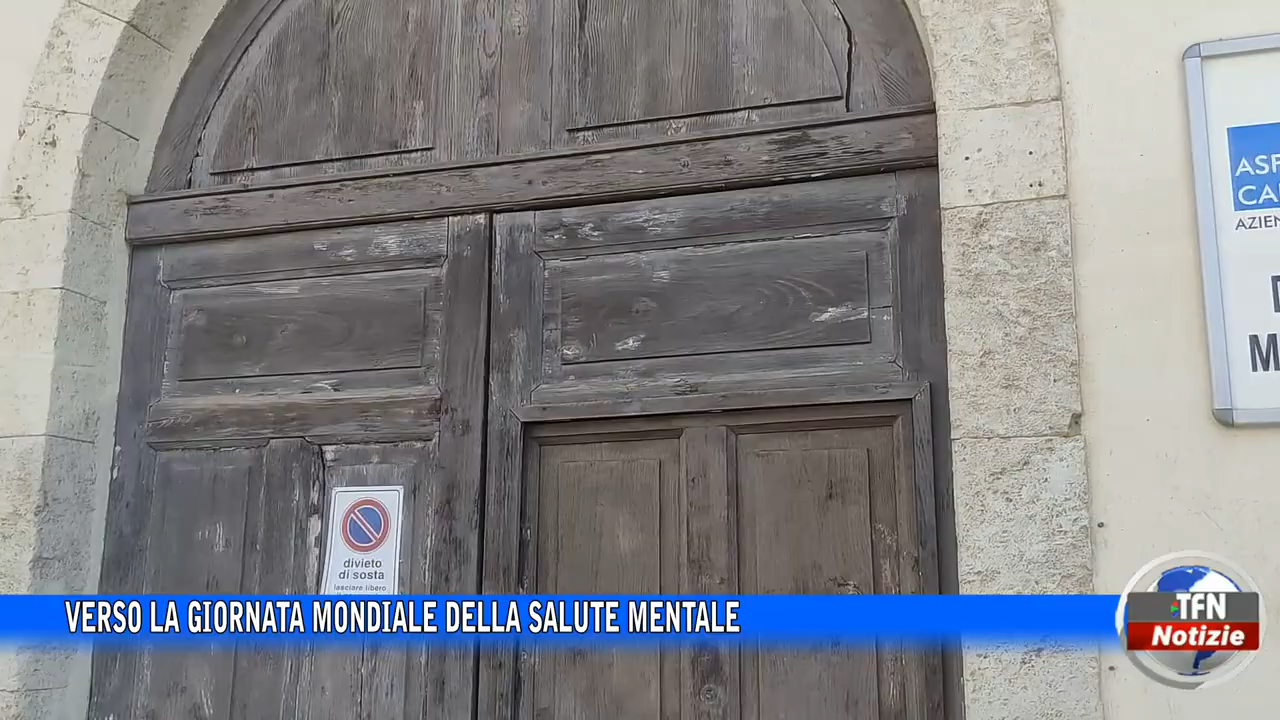 divieto
di sosta
lasciare libero
VERSO LA GIORNATA MONDIALE DELLA SALUTE MENTALE
TFN
Notizie